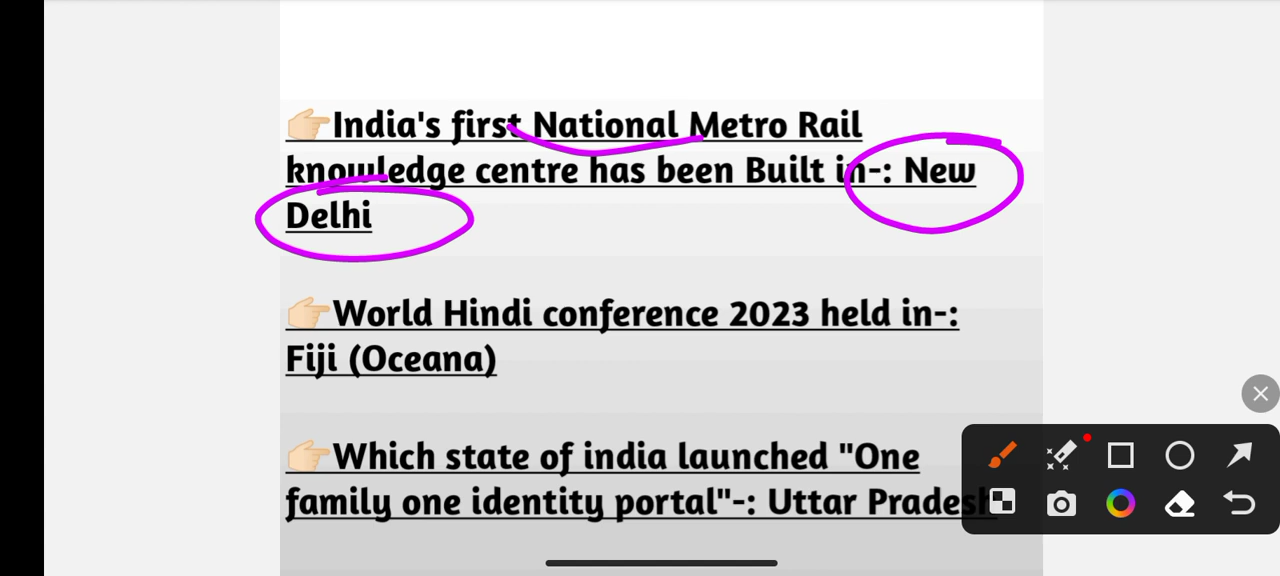 👉🏻India's first National Metro Rail
knowledge centre has been Built in-: New
Delhi
👉🏻World Hindi conference 2023 held in-:
Fiji (Oceana)
👉🏻Which state of india launched "One
family one identity portal"-: Uttar Pradesh